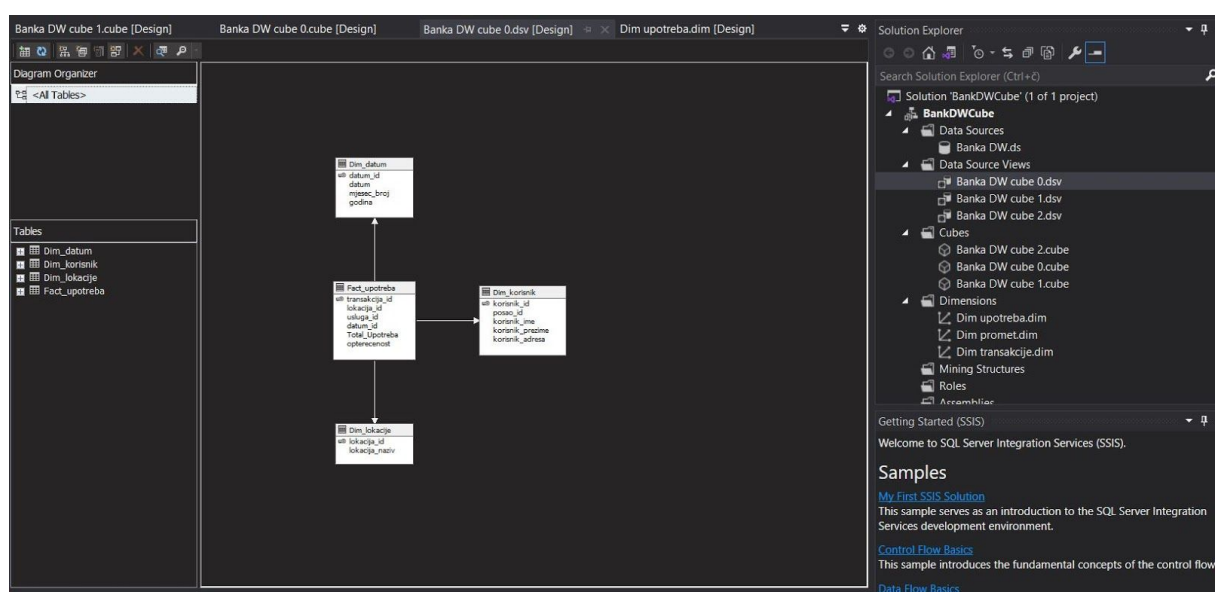 Banka DW cube 1.cube [Design]
Banka DW cube 0.cube [Design]
Banka DW cube 0.dsv [Design]
Dim upotreba.dim [Design]
Diagram Organizer
<All Tables>
Tables
Dim_datum
Dim_korisnik
Dim_lokacije
Fact_upotreba
Dim_datum
datum_id
datum
mjesec_broj
godina
Fact_upotreba
transakcija_id
lokacija_id
usluga_id
datum_id
Total_Upotreba
opterecenost
Dim_korisnik
korisnik_id
posao_id
korisnik_ime
korisnik_prezime
korisnik_adresa
Dim_lokacije
lokacija_id
lokacija_naziv
Solution Explorer
Search Solution Explorer (Ctrl+č)
Solution 'BankDWCube' (1 of 1 project)
BankDWCube
Data Sources
Banka DW.ds
Data Source Views
Banka DW cube 0.dsv
Banka DW cube 1.dsv
Banka DW cube 2.dsv
Cubes
Banka DW cube 2.cube
Banka DW cube 0.cube
Banka DW cube 1.cube
Dimensions
Dim upotreba.dim
Dim promet.dim
Dim transakcije.dim
Mining Structures
Roles
Assemblies
Getting Started (SSIS)
Welcome to SQL Server Integration Services (SSIS).
Samples
My First SSIS Solution
This sample serves as an introduction to the SQL Server Integration
Services development environment.
Control Flow Basics
This sample introduces the fundamental concepts of the control flow
Data Flow Basics